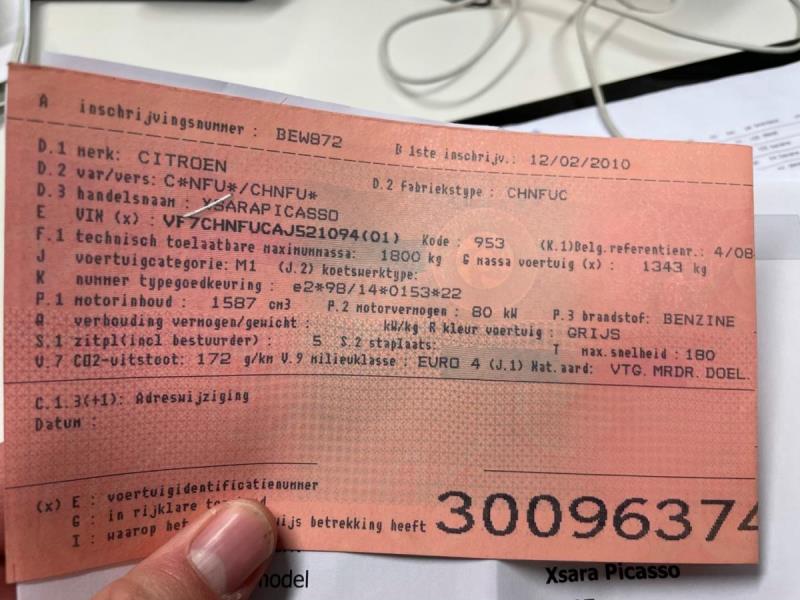 A inschrijvingsnummer : BEW872 B 1ste inschrijv.: 12/02/2010
D.1 merk: CITROEN
D.2 var/vers: C*NFU*/CHNFU* D.2 fabriekstype : CHNFUC
D.3 handelsnaam : XSARAPICASSO
E VIN (x) : VF7CHNFUCAJ521094(01) Kode : 953 (K.1)Belg.referentienr.: 4/08
F.1 technisch toelaatbare maximummassa: 1800 kg G massa voertuig (x) : 1343 kg
J voertuigcategorie: M1 (J.2) koetswerktype:
K nummer typegoedkeuring : e2*98/14*0153*22
P.1 motorinhoud : 1587 cm3 P.2 motorvermogen : 80 kW P.3 brandstof: BENZINE
Q verhouding vermogen/gewicht : kW/kg R kleur voertuig : GRIJS
S.1 zitpl(incl bestuurder) : 5 S.2 staplaats: T max.snelheid : 180
V.7 CO2-uitstoot: 172 g/km V.9 milieuklasse : EURO 4 (J.1) Nat.aard: VTG. MRDR. DOEL.
C.1.3(+1): Adreswijziging
Datum :
(x) E : voertuigidentificatienummer
G : in rijklare
I : waarop het betrekking heeft
30096374
model Xsara Picasso